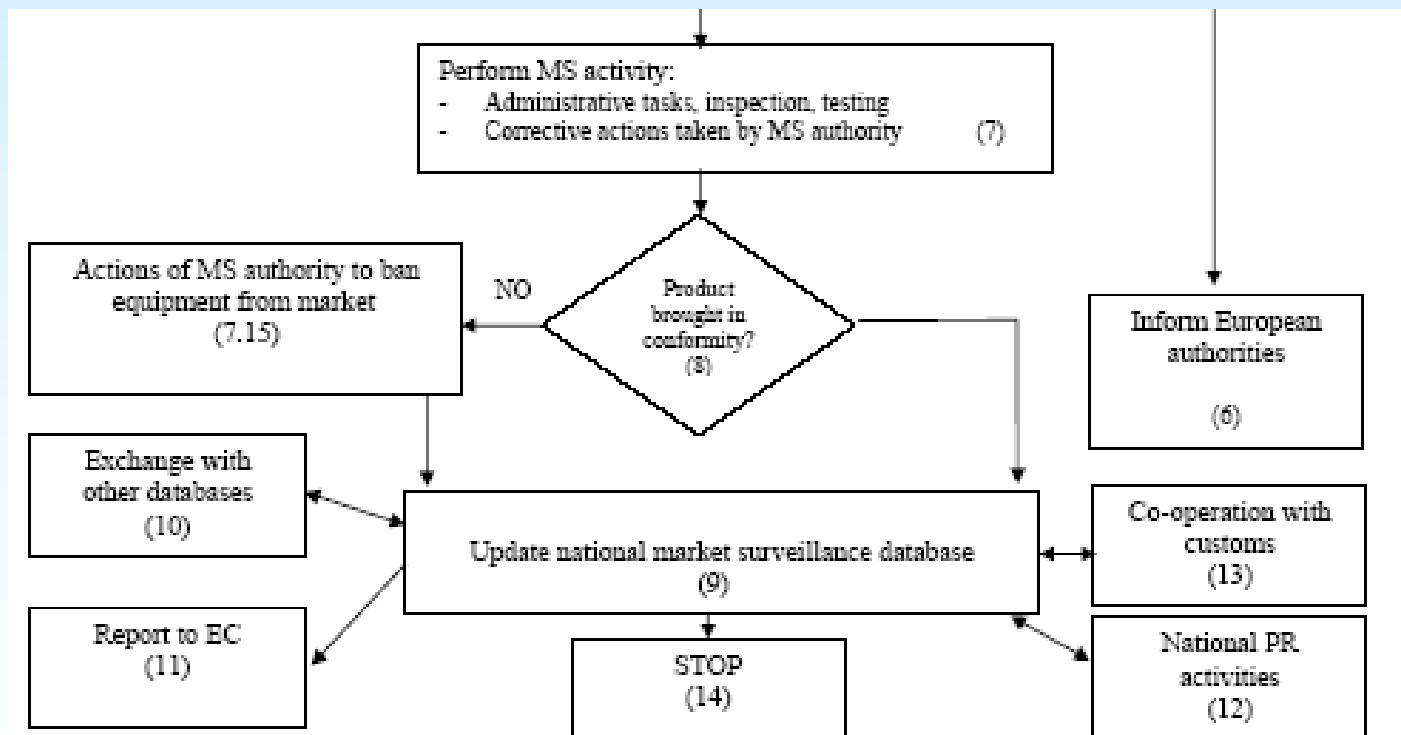 Perform MS activity:
- Administrative tasks, inspection, testing
- Corrective actions taken by MS authority (7)
Actions of MS authority to ban
equipment from market
(7.15)
NO
Product
brought in
conformity?
(8)
Inform European
authorities
(6)
Exchange with
other databases
(10)
Update national market surveillance database
(9)
Co-operation with
customs
(13)
Report to EC
(11)
STOP
(14)
National PR
activities
(12)